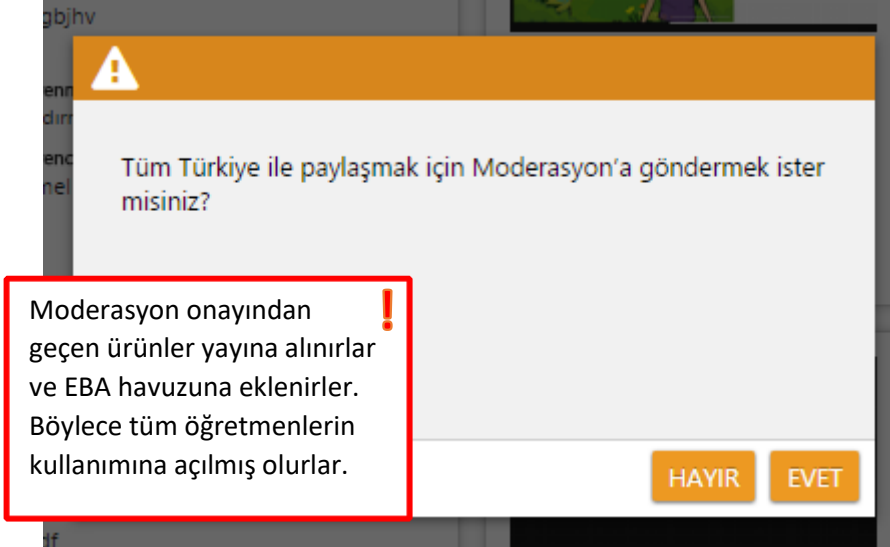 gbjhv
Tüm Türkiye ile paylaşmak için Moderasyon'a göndermek ister
misiniz?
Moderasyon onayından
geçen ürünler yayına alınırlar
ve EBA havuzuna eklenirler.
Böylece tüm öğretmenlerin
kullanımına açılmış olurlar.
HAYIR EVET